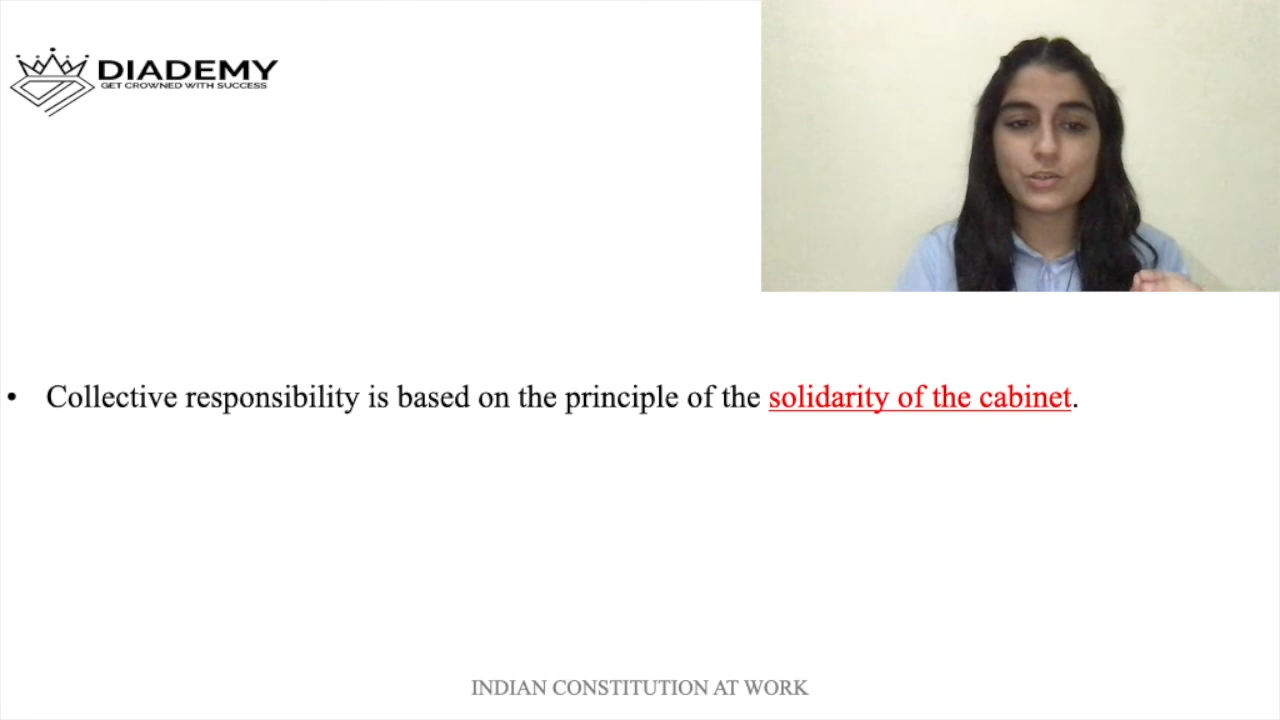 DIADEMY
GET CROWNED WITH SUCCESS
• Collective responsibility is based on the principle of the solidarity of the cabinet.
INDIAN CONSTITUTION AT WORK